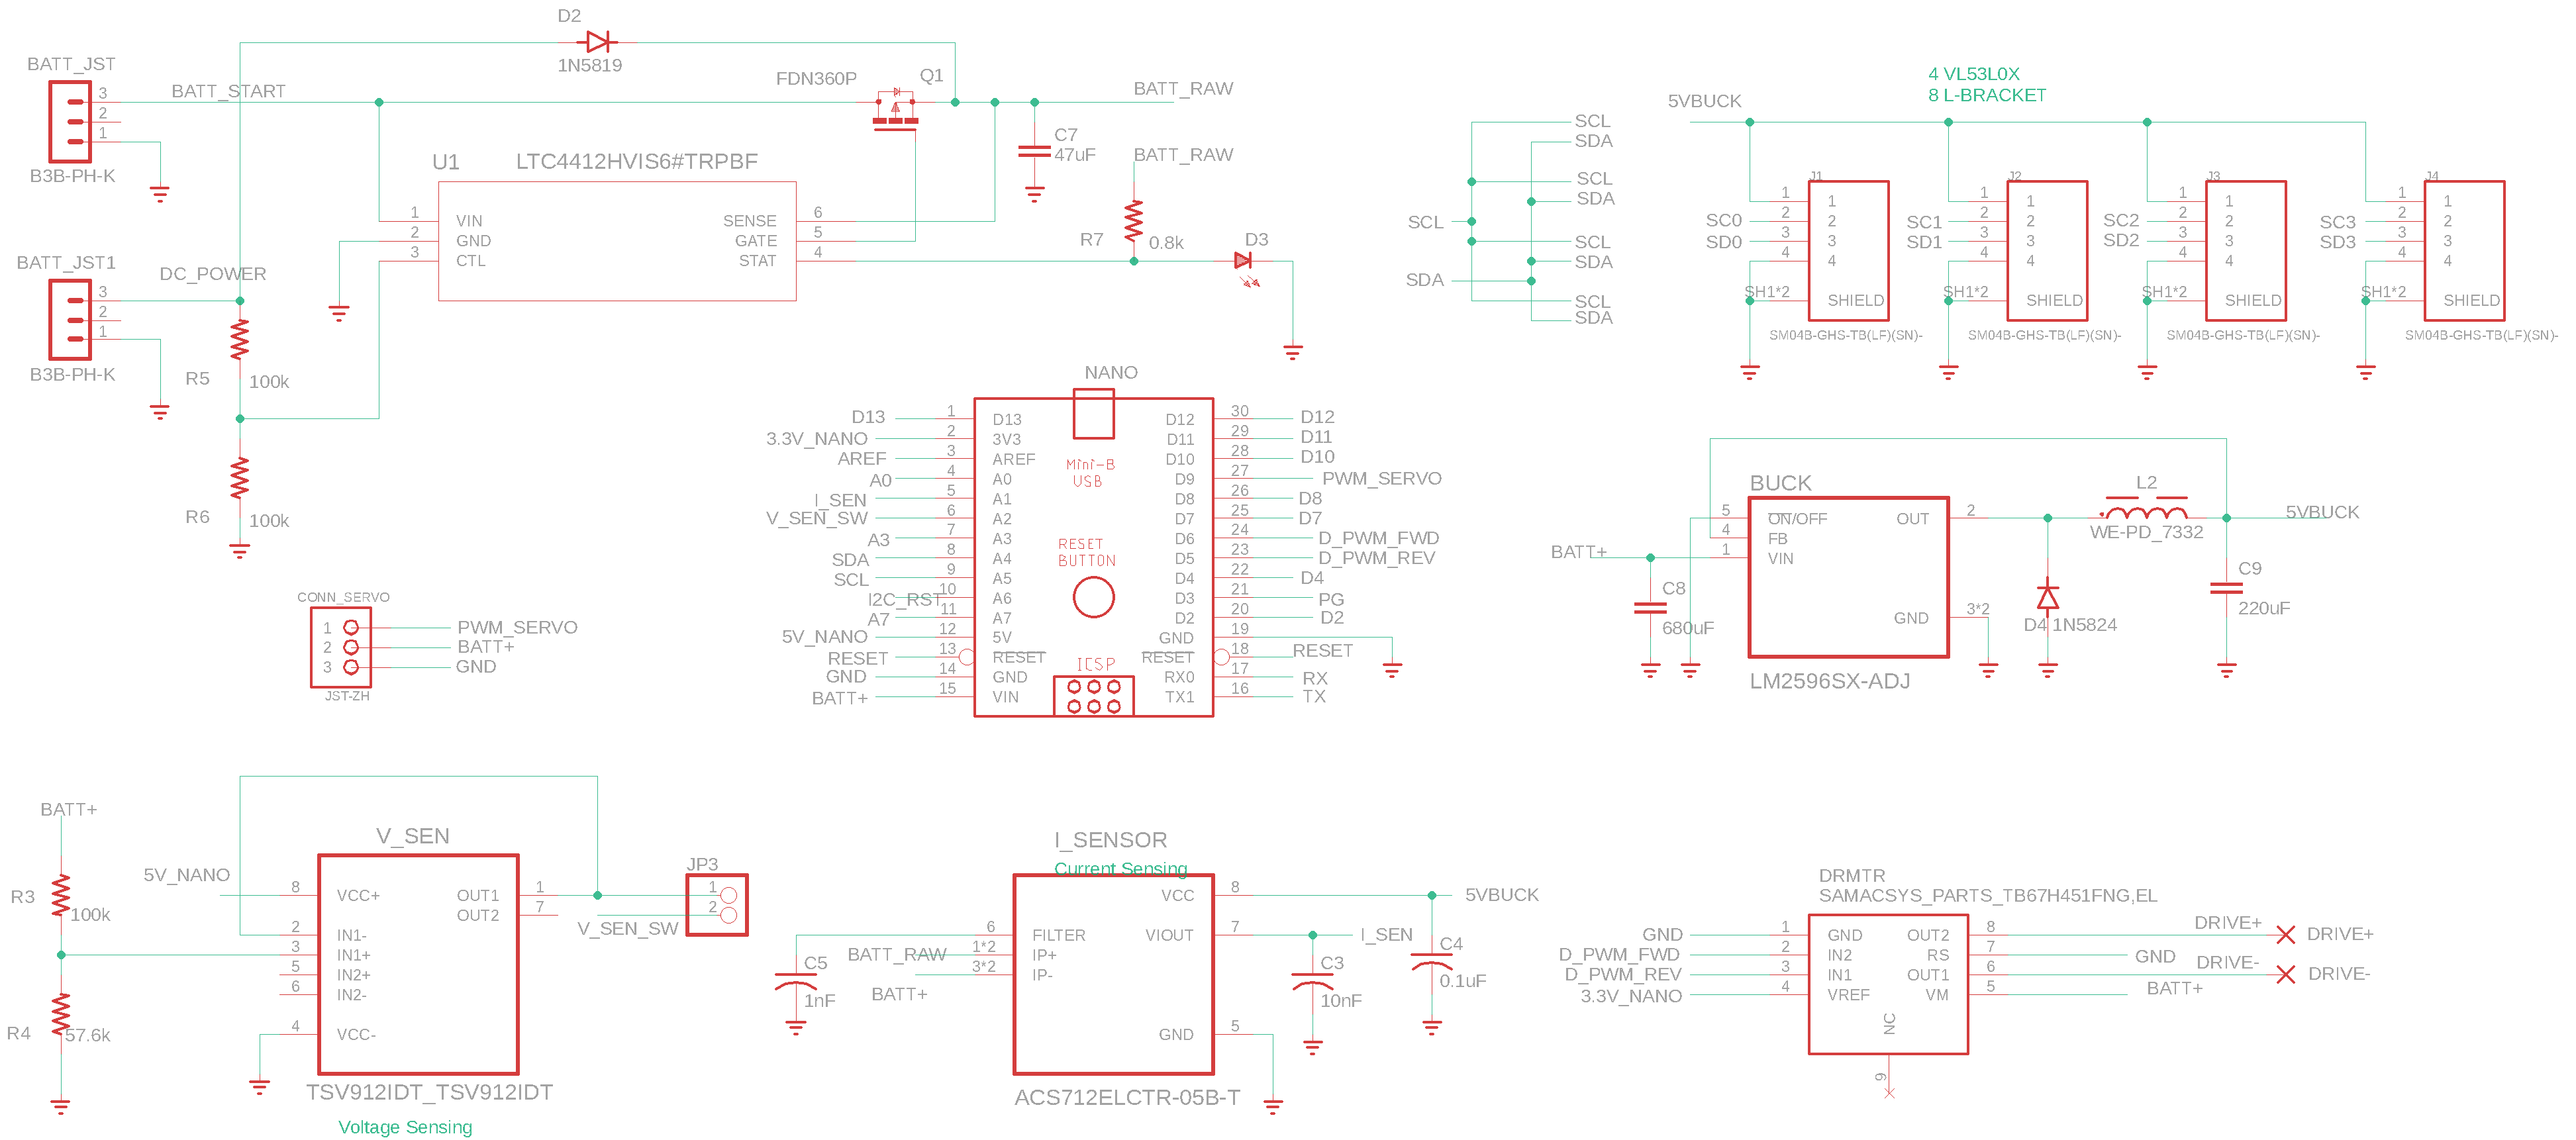 D2
1N5819
BATT_JST
3
2
1
B3B-PH-K
BATT_START
FDN360P
Q1
BATT_RAW
C7
47uF
U1
LTC4412HVIS6#TRPBF
1
2
3
VIN
GND
CTL
SENSE
GATE
STAT
6
5
4
BATT_RAW
R7
0.8k
D3
BATT_JST1
3
2
1
B3B-PH-K
DC_POWER
R5
100k
R6
100k
SCL
SDA
SCL
SDA
SCL
SDA
SCL
SDA
SCL
SDA
4 VL53L0X
8 L-BRACKET
5VBUCK
J1
1
2
3
4
SC0
SD0
SH1*2
1
2
3
4
SHIELD
SM04B-GHS-TB(LF)(SN)-
J2
1
2
3
4
SC1
SD1
SH1*2
1
2
3
4
SHIELD
SM04B-GHS-TB(LF)(SN)-
J3
1
2
3
4
SC2
SD2
SH1*2
1
2
3
4
SHIELD
SM04B-GHS-TB(LF)(SN)-
J4
1
2
3
4
SC3
SD3
SH1*2
1
2
3
4
SHIELD
SM04B-GHS-TB(LF)(SN)-
NANO
D13 1 D13
3.3V_NANO 2 3V3
AREF 3 AREF
A0 4 A0
I_SEN 5 A1
V_SEN_SW 6 A2
A3 7 A3
SDA 8 A4
SCL 9 A5
I2C_RST 10 A6
A7 11 A7
5V_NANO 12 5V
RESET 13 RESET
GND 14 GND
BATT+ 15 VIN
Mini-B
USB
RESET
BUTTON
ICSP
D12 30 D12
D11 29 D11
D10 28 D10
D9 27 PWM_SERVO
D8 26 D8
D7 25 D7
D6 24 D_PWM_FWD
D5 23 D_PWM_REV
D4 22 D4
D3 21 PG
D2 20 D2
GND 19
RESET 18 RESET
RX0 17 RX
TX1 16 TX
CONN_SERVO
1 PWM_SERVO
2 BATT+
3 GND
JST-ZH
BUCK
5 ON/OFF
4 FB
1 VIN
OUT 2
GND 3*2
LM2596SX-ADJ
BATT+
C8
680uF
L2
WE-PD_7332
5VBUCK
D4 1N5824
C9
220uF
BATT+
R3
100k
R4
57.6k
5V_NANO
V_SEN
8 VCC+
2 IN1-
3 IN1+
5 IN2+
6 IN2-
4 VCC-
OUT1 1
OUT2 7
TSV912IDT_TSV912IDT
Voltage Sensing
JP3
1
2
V_SEN_SW
I_SENSOR
Current Sensing
6 FILTER
BATT_RAW 1*2 IP+
3*2 IP-
BATT+
C5
1nF
VCC 8
VIOUT 7
GND 5
5VBUCK
I_SEN
C3
10nF
C4
0.1uF
ACS712ELCTR-05B-T
DRMTR
SAMACSYS_PARTS_TB67H451FNG,EL
GND 1 GND
D_PWM_FWD 2 IN2
D_PWM_REV 3 IN1
3.3V_NANO 4 VREF
OUT2 8 DRIVE+ DRIVE+
RS 7 GND
OUT1 6 DRIVE- DRIVE-
VM 5 BATT+
NC
9